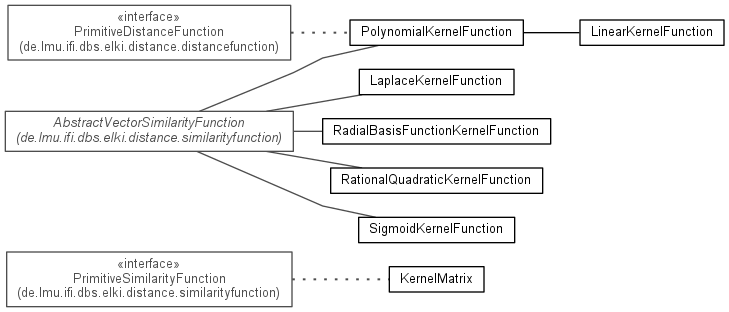 «interface»
PrimitiveDistanceFunction
(de.lmu.ifi.dbs.elki.distance.distancefunction)
PolynomialKernelFunction
LinearKernelFunction
LaplaceKernelFunction
AbstractVectorSimilarityFunction
(de.lmu.ifi.dbs.elki.distance.similarityfunction)
RadialBasisFunctionKernelFunction
RationalQuadraticKernelFunction
SigmoidKernelFunction
«interface»
PrimitiveSimilarityFunction
(de.lmu.ifi.dbs.elki.distance.similarityfunction)
KernelMatrix